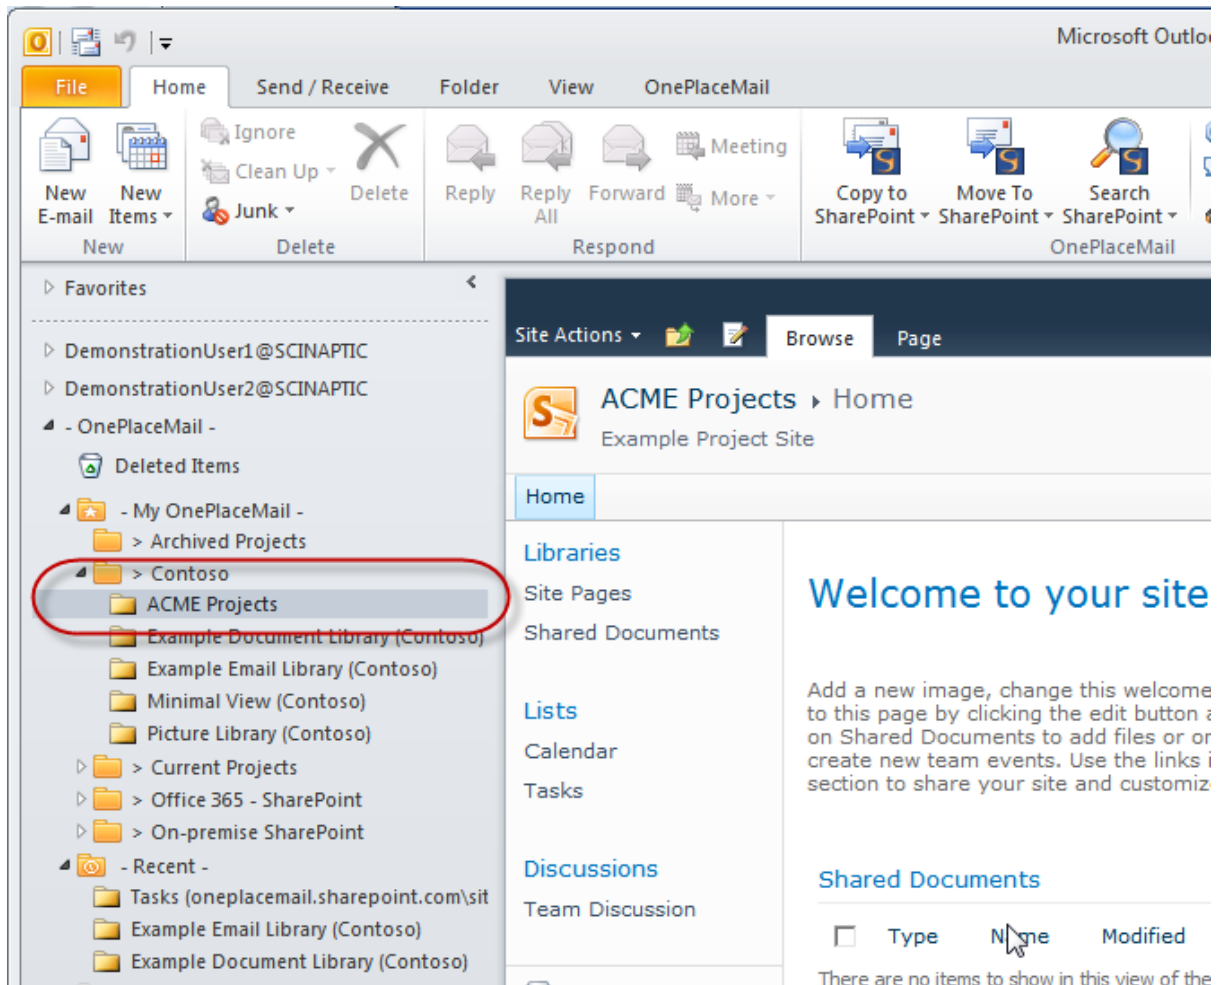 Microsoft Outlo
File Home Send / Receive Folder View OnePlaceMail
New E-mail
New Items
Ignore
Clean Up
Junk
Delete
Reply
Reply All
Forward
Meeting
More
Copy to SharePoint
Move To SharePoint
Search SharePoint
New Delete Respond OnePlaceMail
Favorites
DemonstrationUser1@SCINAPTIC
DemonstrationUser2@SCINAPTIC
- OnePlaceMail -
Deleted Items
- My OnePlaceMail -
> Archived Projects
> Contoso
ACME Projects
Example Document Library (Contoso)
Example Email Library (Contoso)
Minimal View (Contoso)
Picture Library (Contoso)
> Current Projects
> Office 365 - SharePoint
> On-premise SharePoint
- Recent -
Tasks (oneplacemail.sharepoint.com\sit
Example Email Library (Contoso)
Example Document Library (Contoso)
Site Actions Browse Page
ACME Projects Home
Example Project Site
Home
Libraries
Site Pages
Shared Documents
Lists
Calendar
Tasks
Discussions
Team Discussion
Welcome to your site
Add a new image, change this welcome
to this page by clicking the edit button a
on Shared Documents to add files or or
create new team events. Use the links i
section to share your site and customiz
Shared Documents
Type Name Modified
There are no items to show in this view of the